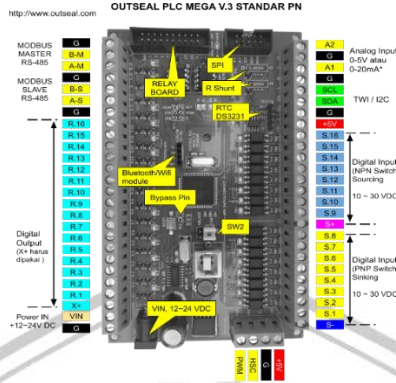 OUTSEAL PLC MEGA V.3 STANDAR PN
http://www.outseal.com
MODBUS
MASTER
RS-485
MODBUS
SLAVE
RS-485
G
B-M
A-M
G
B-S
A-S
G
R.16
R.15
R.14
R.13
R.12
R.11
R.10
R.9
R.8
R.7
R.6
R.5
R.4
R.3
R.2
R.1
X+
VIN
G
Digital
Output
(X+ harus
dipakai )
Power IN
+12~24V DC
RELAY
BOARD
SPI
R Shunt
RTC
DS3231
Bluetooth/Wifi
module
Bypass Pin
SW2
VIN, 12~24 VDC
A2
G
A1
G
SCL
SDA
G
+5V
S.16
S.15
S.14
S.13
S.12
S.11
S.10
S.9
S+
S.8
S.7
S.6
S.5
S.4
S.3
S.2
S.1
S-
Analog Input
0-5V atau
0-20mA*
TWI / I2C
Digital Input
(NPN Switch
Sourcing
10 ~ 30 VDC
Digital Input
(PNP Switch
Sinking
10 ~ 30 VDC
PWM
HSC
G
+5V